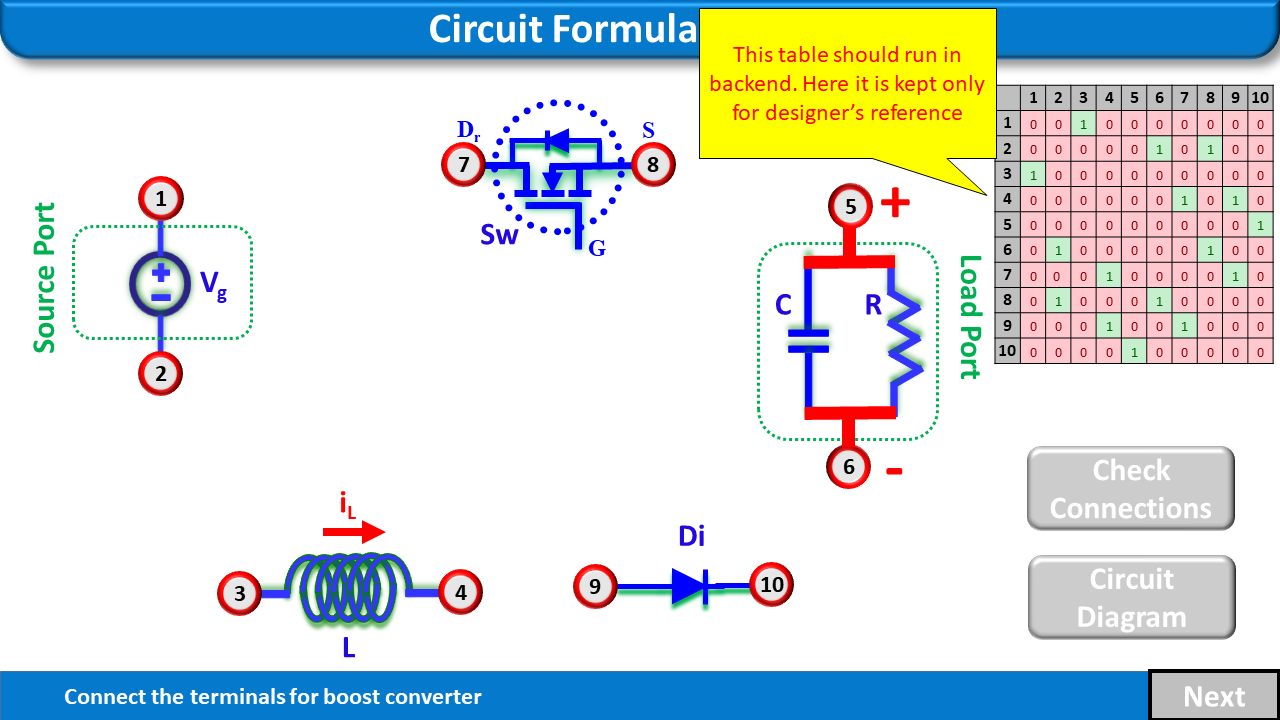 Circuit Formula
This table should run in
backend. Here it is kept only
for designer's reference
1 2 3 4 5 6 7 8 9 10
1 0 0 1 0 0 0 0 0 0 0
2 0 0 0 0 0 1 0 1 0 0
3 1 0 0 0 0 0 0 0 0 0
4 0 0 0 0 0 0 1 0 1 0
5 0 0 0 0 0 0 0 0 0 1
6 0 1 0 0 0 0 0 1 0 0
7 0 0 0 1 0 0 0 0 1 0
8 0 1 0 0 0 1 0 0 0 0
9 0 0 0 1 0 0 1 0 0 0
10 0 0 0 0 1 0 0 0 0 0
Dr
S
7
8
Sw
G
1
Source Port
+
Vg
−
2
5
+
C
R
Load Port
6
-
iL
3
4
L
Di
9
10
Check
Connections
Circuit
Diagram
Connect the terminals for boost converter
Next